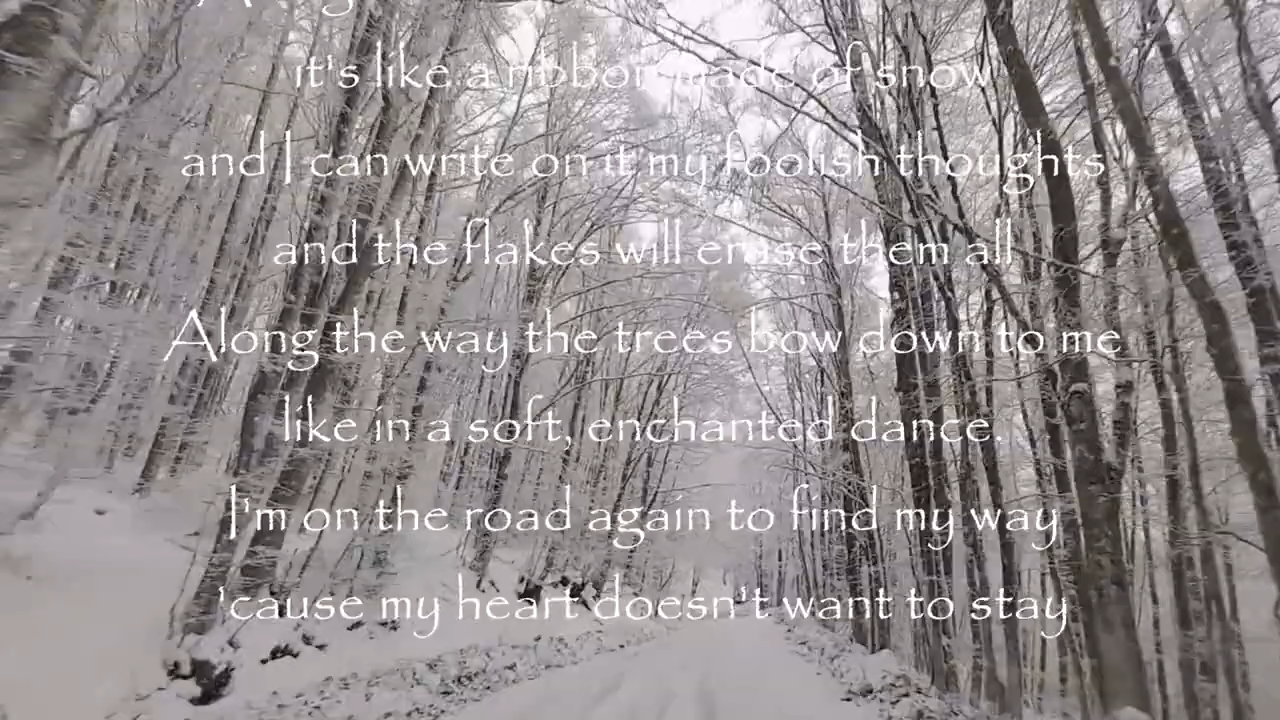 it's like a ribbon made of snow
and I can write on it my foolish thoughts
and the flakes will erase them all
Along the way the trees bow down to me
like in a soft, enchanted dance.
I'm on the road again to find my way
'cause my heart doesn't want to stay